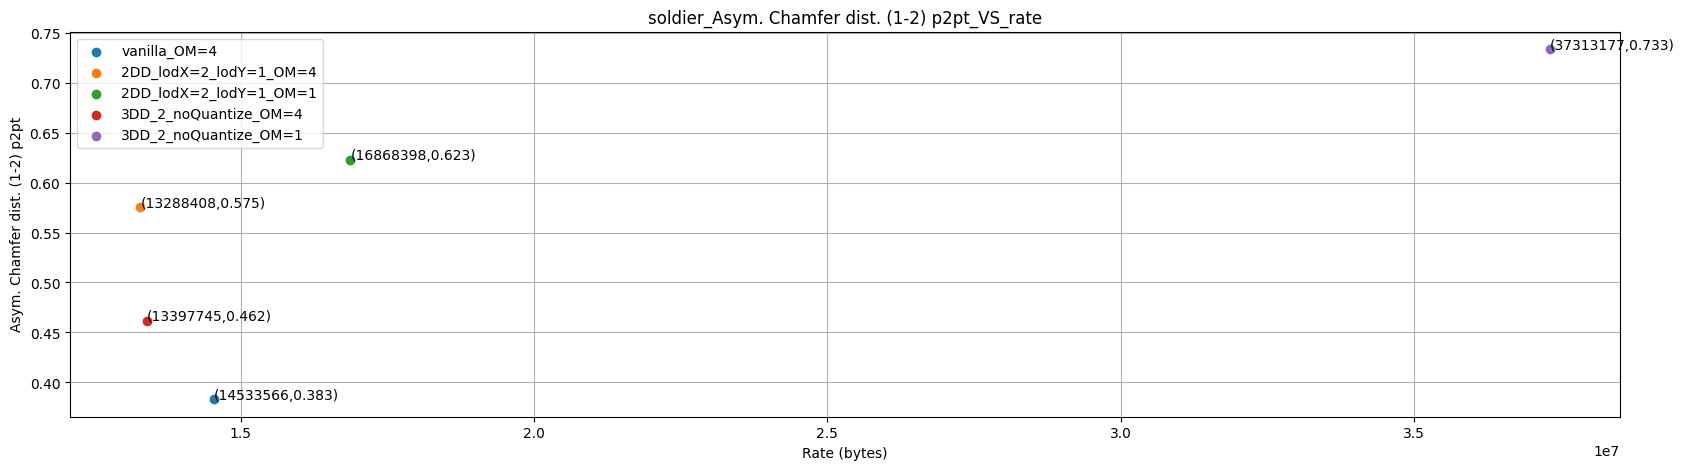 soldier_Asym. Chamfer dist. (1-2) p2pt_VS_rate
0.75
0.70
0.65
0.60
0.55
0.50
0.45
0.40
Asym. Chamfer dist. (1-2) p2pt
vanilla_OM=4
2DD_lodX=2_lodY=1_OM=4
2DD_lodX=2_lodY=1_OM=1
3DD_2_noQuantize_OM=4
3DD_2_noQuantize_OM=1
(37313177,0.733)
(16868398,0.623)
(13288408,0.575)
(13397745,0.462)
(14533566,0.383)
1.5
2.0
2.5
3.0
3.5
1e7
Rate (bytes)